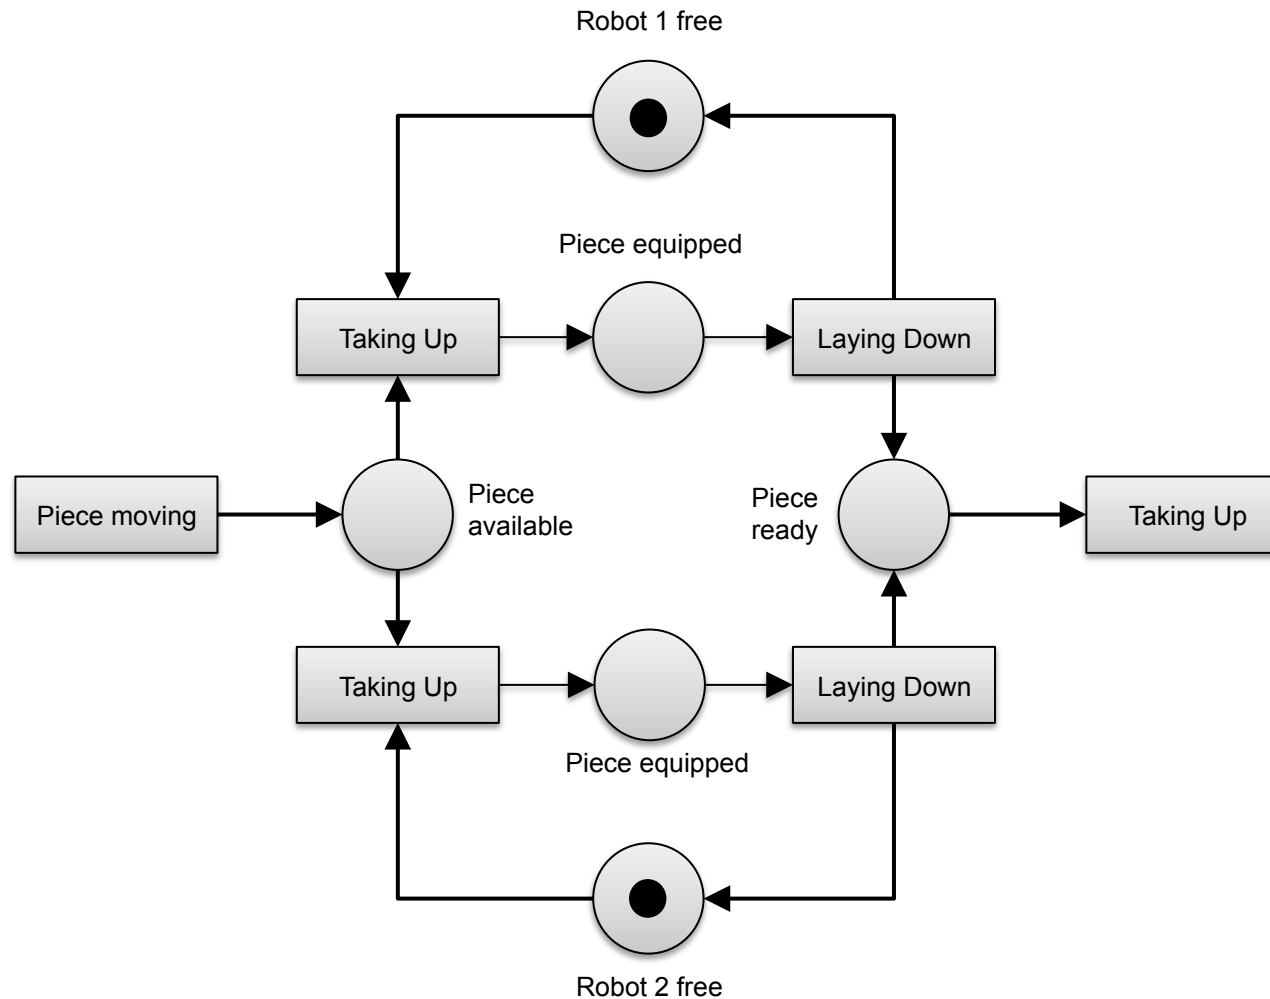 Robot 1 free
Piece equipped
Taking Up
Laying Down
Piece moving
Piece
available
Piece
ready
Taking Up
Taking Up
Laying Down
Piece equipped
Robot 2 free